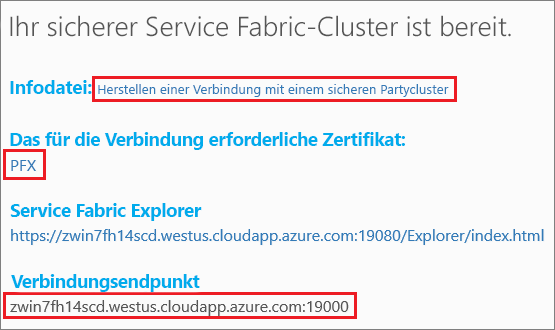 Ihr sicherer Service Fabric-Cluster ist bereit.
Infodatei: Herstellen einer Verbindung mit einem sicheren Partycluster
Das für die Verbindung erforderliche Zertifikat:
PFX
Service Fabric Explorer
https://zwin7fh14scd.westus.cloudapp.azure.com:19080/Explorer/index.html
Verbindungsendpunkt
zwin7fh14scd.westus.cloudapp.azure.com:19000